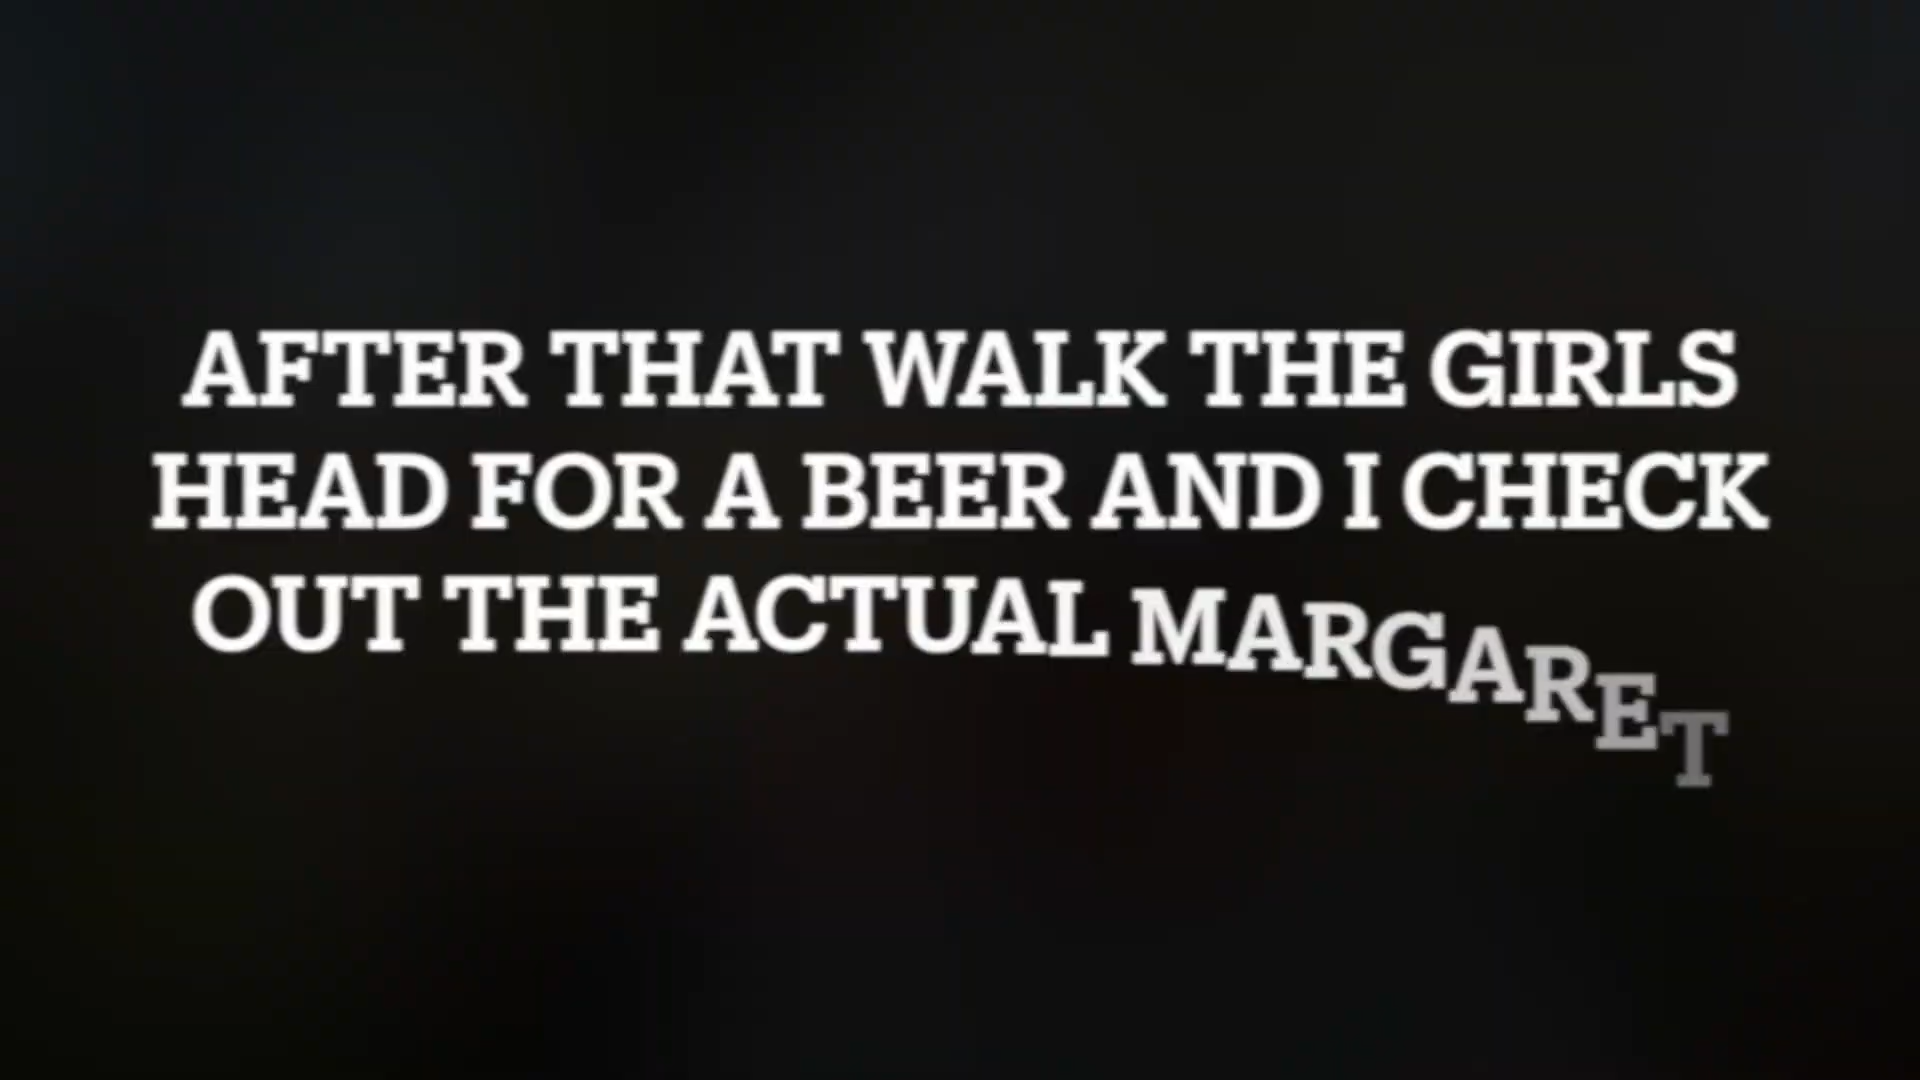 AFTER THAT WALK THE GIRLS
HEAD FOR A BEER AND I CHECK
OUT THE ACTUAL MARGARET